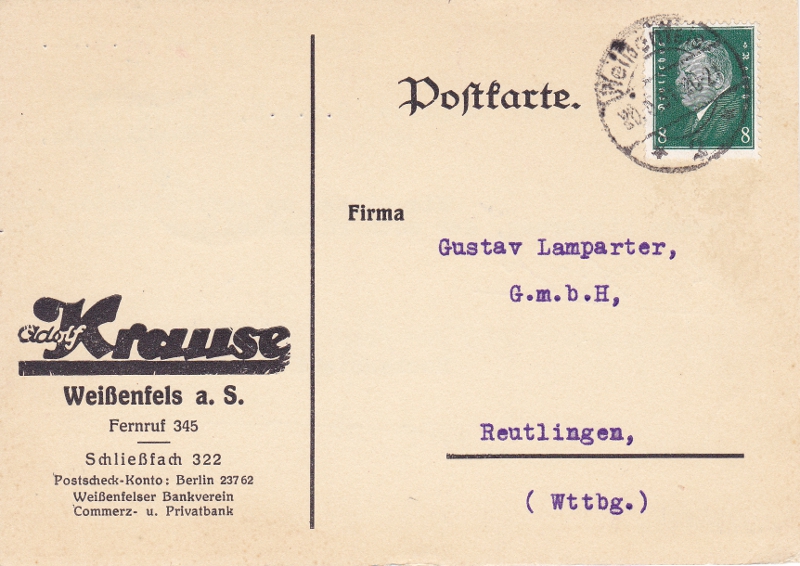 Postkarte.
Deutsches Reich
8 8
Firma
Gustav Lamparter,
G.m.b.H,
Reutlingen,
( Wttbg.)
Adolf
Krause
Weißenfels a. S.
Fernruf 345
Schließfach 322
Postscheck-Konto: Berlin 23762
Weißenfelser Bankverein
Commerz- u. Privatbank